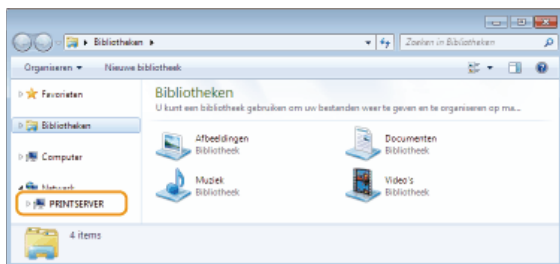 Bibliotheken
Zoeken in Bibliotheken
Organiseren
Nieuwe bibliotheek
Favorieten
Bibliotheken
Computer
Netwerk
PRINTSERVER
Bibliotheken
U kunt een bibliotheek gebruiken om uw bestanden weer te geven en te organiseren op ma...
Afbeeldingen
Bibliotheek
Documenten
Bibliotheek
Muziek
Bibliotheek
Video's
Bibliotheek
4 items